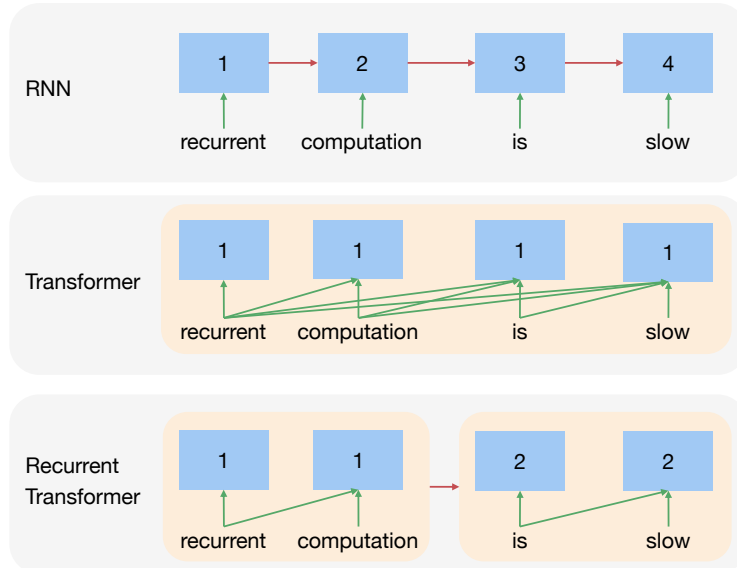 1 2 3 4
RNN
recurrent computation is slow
1 1 1 1
Transformer
recurrent computation is slow
1 1 2 2
Recurrent
Transformer
recurrent computation is slow